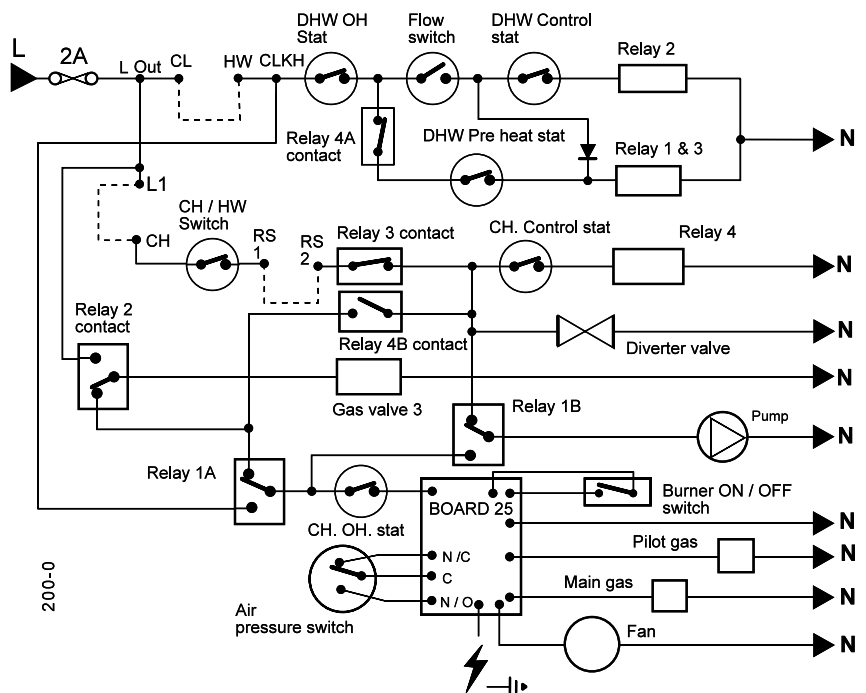 L
2A
L Out
CL
HW
CLKH
DHW OH
Stat
Flow
switch
DHW Control
stat
Relay 2
N
Relay 4A
contact
DHW Pre heat stat
Relay 1 & 3
L1
CH
CH / HW
Switch
RS
1
RS
2
Relay 3 contact
CH. Control stat
Relay 4
N
Relay 2
contact
Relay 4B contact
Diverter valve
N
Gas valve 3
N
Relay 1B
Pump
N
Relay 1A
CH. OH. stat
BOARD 25
Burner ON / OFF
switch
N
N /C
C
N / O
Air
pressure switch
Pilot gas
N
Main gas
N
Fan
N
200-0